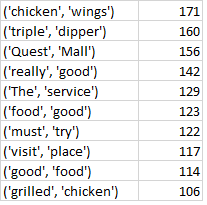 ('chicken', 'wings') 171
('triple', 'dipper') 160
('Quest', 'Mall') 156
('really', 'good') 142
('The', 'service') 129
('food', 'good') 123
('must', 'try') 122
('visit', 'place') 117
('good', 'food') 114
('grilled', 'chicken') 106